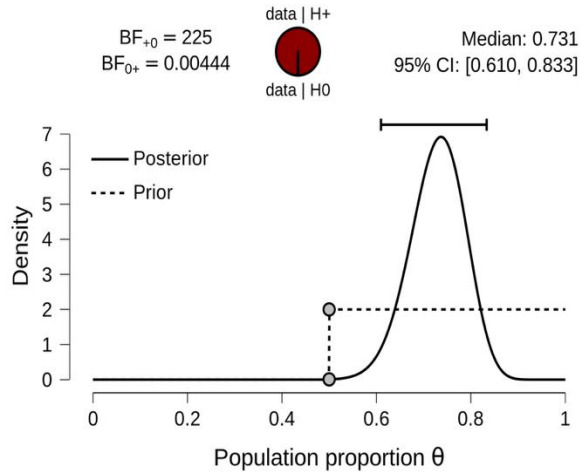 data | H+
BF+0 = 225
BF0+ = 0.00444
data | H0
Median: 0.731
95% CI: [0.610, 0.833]
Posterior
Prior
Density
7
6
5
4
3
2
1
0
0
0.2
0.4
0.6
0.8
1
Population proportion θ